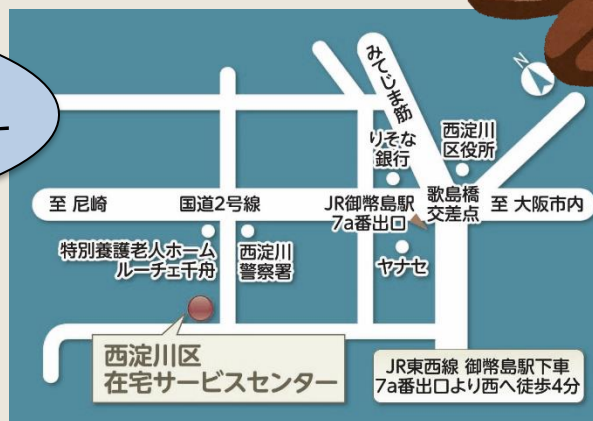 N
みてじま筋
りそな
銀行
西淀川
区役所
至 尼崎
国道2号線
JR御幣島駅
7a番出口
歌島橋
交差点
至 大阪市内
特別養護老人ホーム
ルーチェ千舟
西淀川
警察署
ヤナセ
西淀川区
在宅サービスセンター
JR東西線 御幣島駅下車
7a番出口より西へ徒歩4分